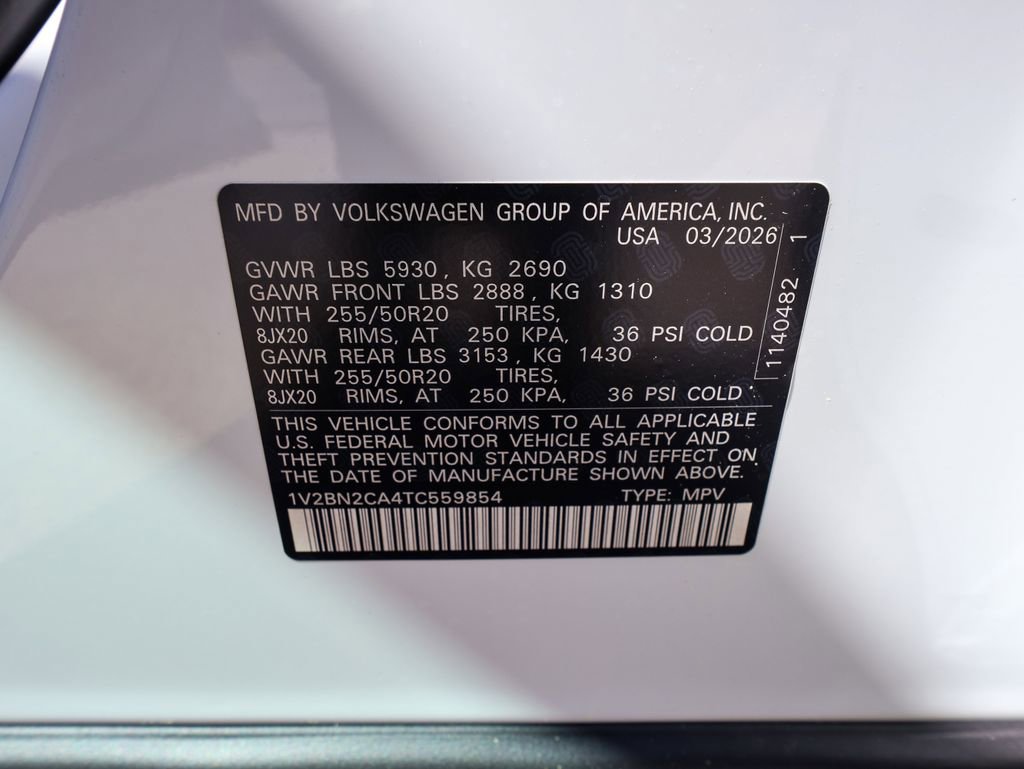 MFD BY VOLKSWAGEN GROUP OF AMERICA, INC.
USA 03/2026
GVWR LBS 5930, KG 2690
GAWR FRONT LBS 2888, KG 1310
WITH 255/50R20 TIRES,
8JX20 RIMS, AT 250 KPA, 36 PSI COLD
GAWR REAR LBS 3153, KG 1430
WITH 255/50R20 TIRES,
8JX20 RIMS, AT 250 KPA, 36 PSI COLD
1140482 1
THIS VEHICLE CONFORMS TO ALL APPLICABLE
U.S. FEDERAL MOTOR VEHICLE SAFETY AND
THEFT PREVENTION STANDARDS IN EFFECT ON
THE DATE OF MANUFACTURE SHOWN ABOVE.
1V2BN2CA4TC559854 TYPE: MPV